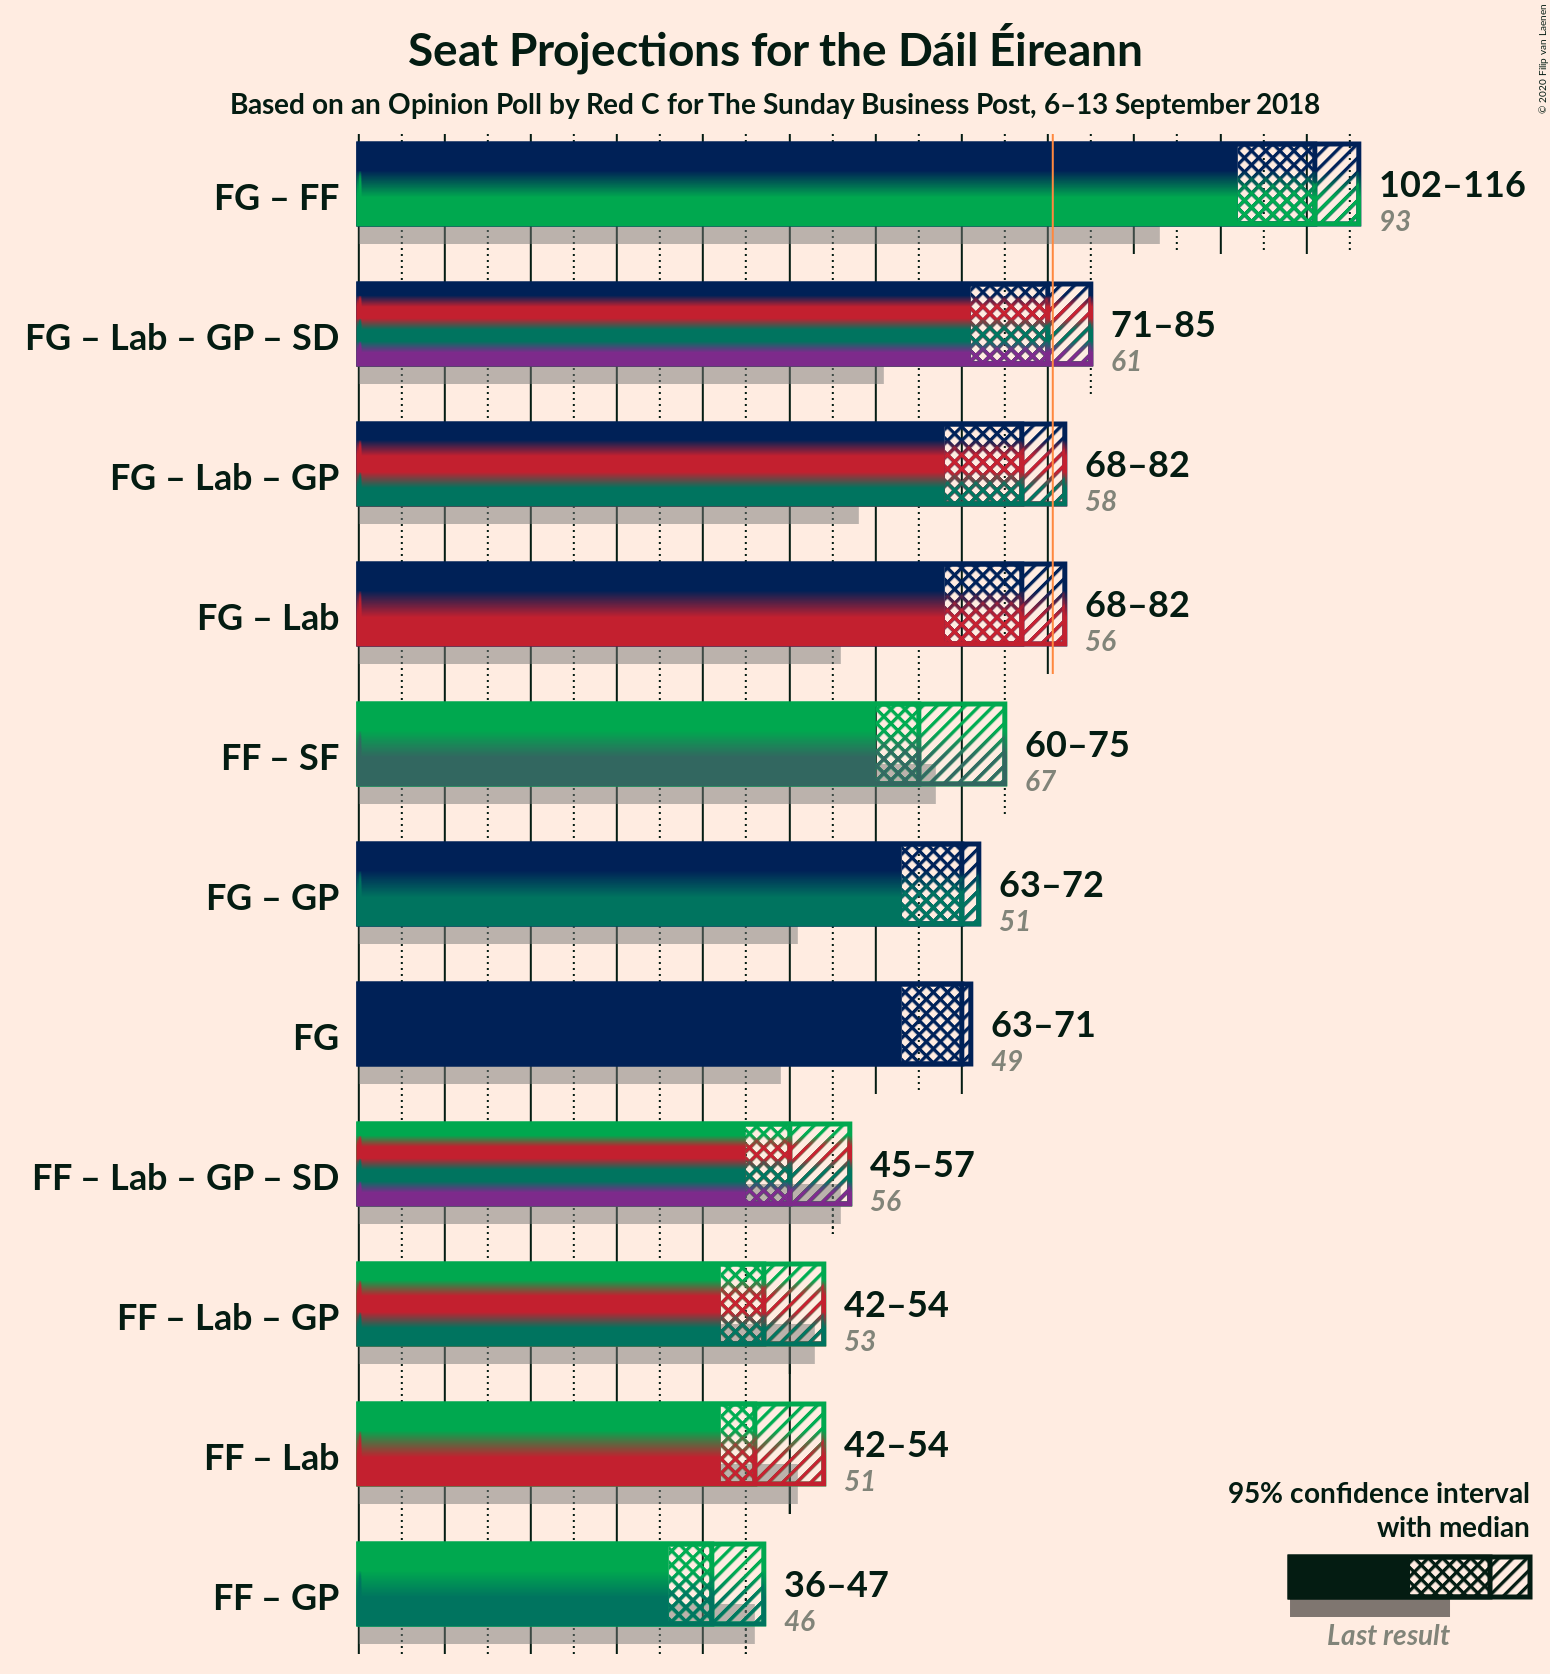 Seat Projections for the Dáil Éireann
Based on an Opinion Poll by Red C for The Sunday Business Post, 6–13 September 2018
© 2020 Filip van Laenen
FG – FF
102–116
93
FG – Lab – GP – SD
71–85
61
FG – Lab – GP
68–82
58
FG – Lab
68–82
56
FF – SF
60–75
67
FG – GP
63–72
51
FG
63–71
49
FF – Lab – GP – SD
45–57
56
FF – Lab – GP
42–54
53
FF – Lab
42–54
51
FF – GP
36–47
46
95% confidence interval
with median
Last result